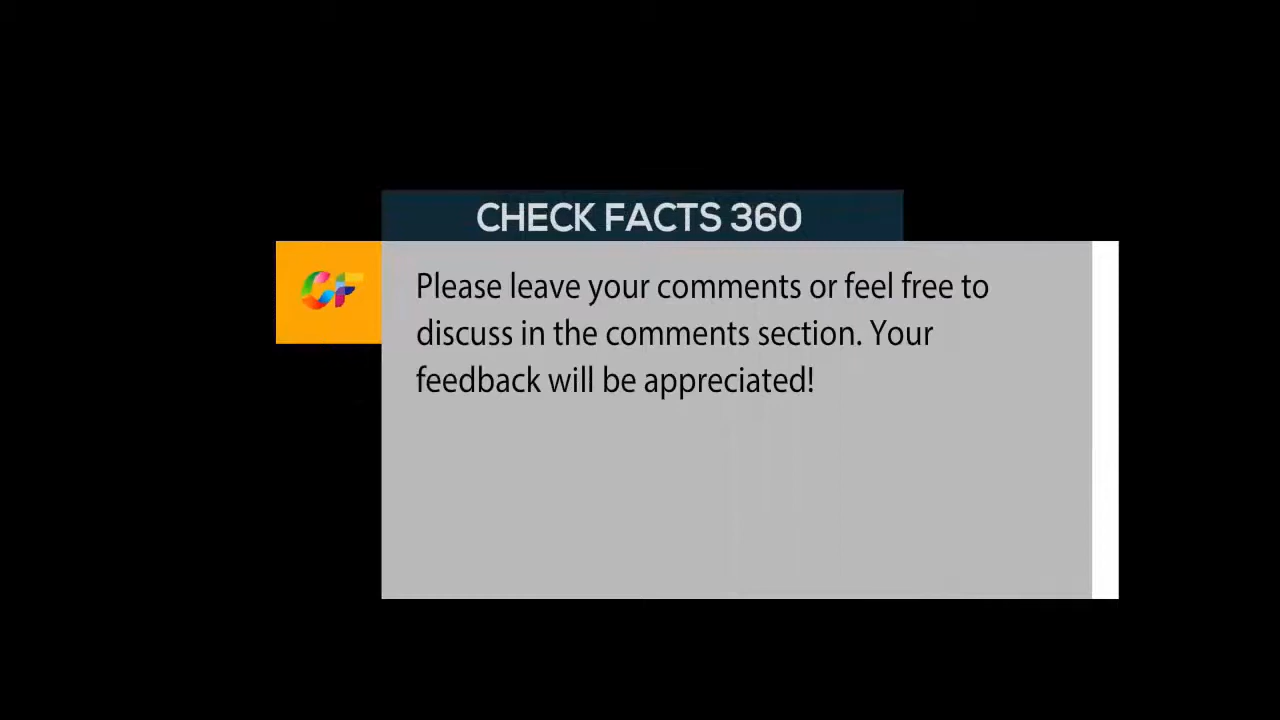 CHECK FACTS 360
CF
Please leave your comments or feel free to
discuss in the comments section. Your
feedback will be appreciated!